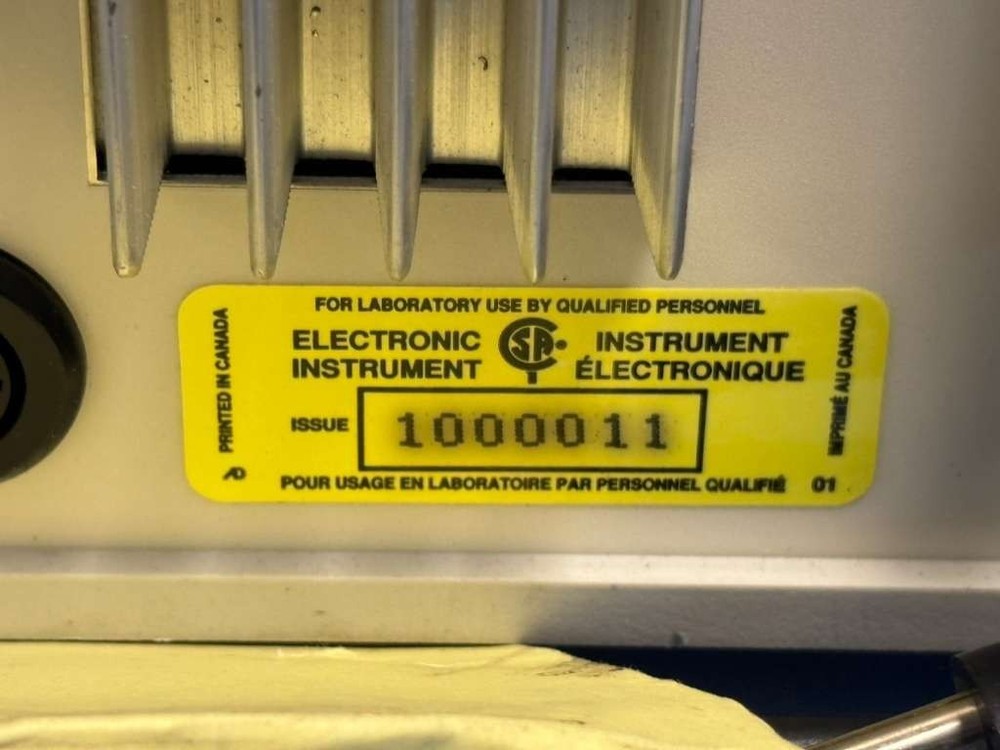 FOR LABORATORY USE BY QUALIFIED PERSONNEL
ELECTRONIC INSTRUMENT
CSA
INSTRUMENT ÉLECTRONIQUE
ISSUE 1000011
POUR USAGE EN LABORATOIRE PAR PERSONNEL QUALIFIÉ 01
PRINTED IN CANADA
IMPRIMÉ AU CANADA